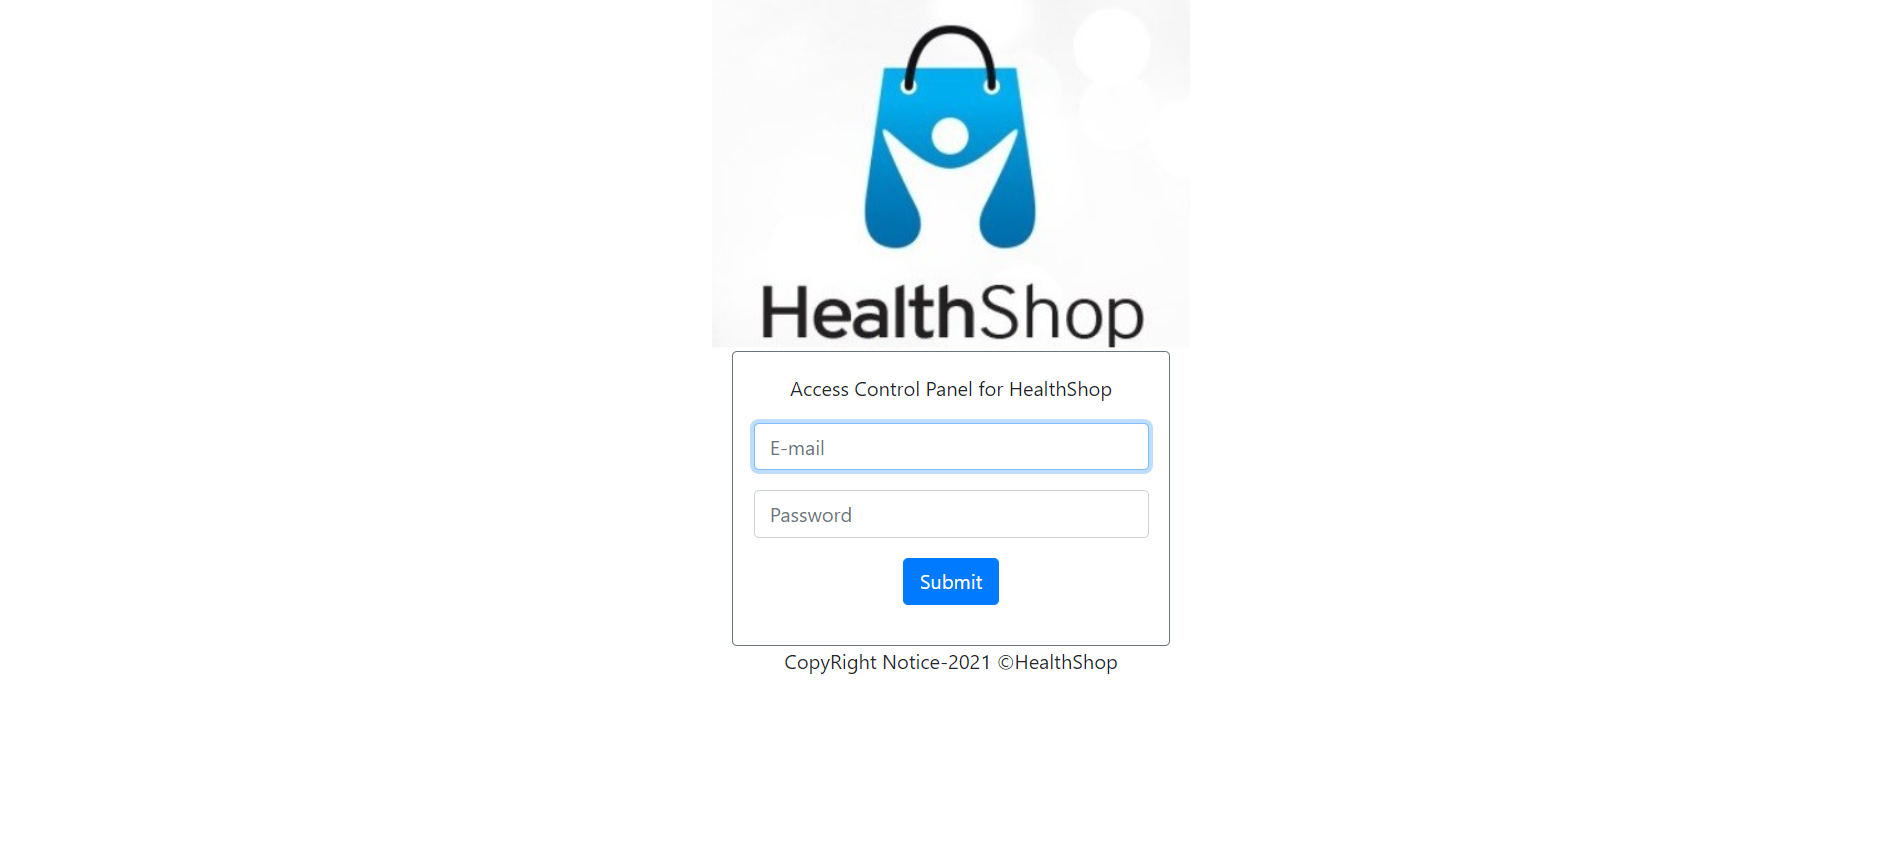 HealthShop
Access Control Panel for HealthShop
E-mail
Password
Submit
CopyRight Notice-2021 ©HealthShop